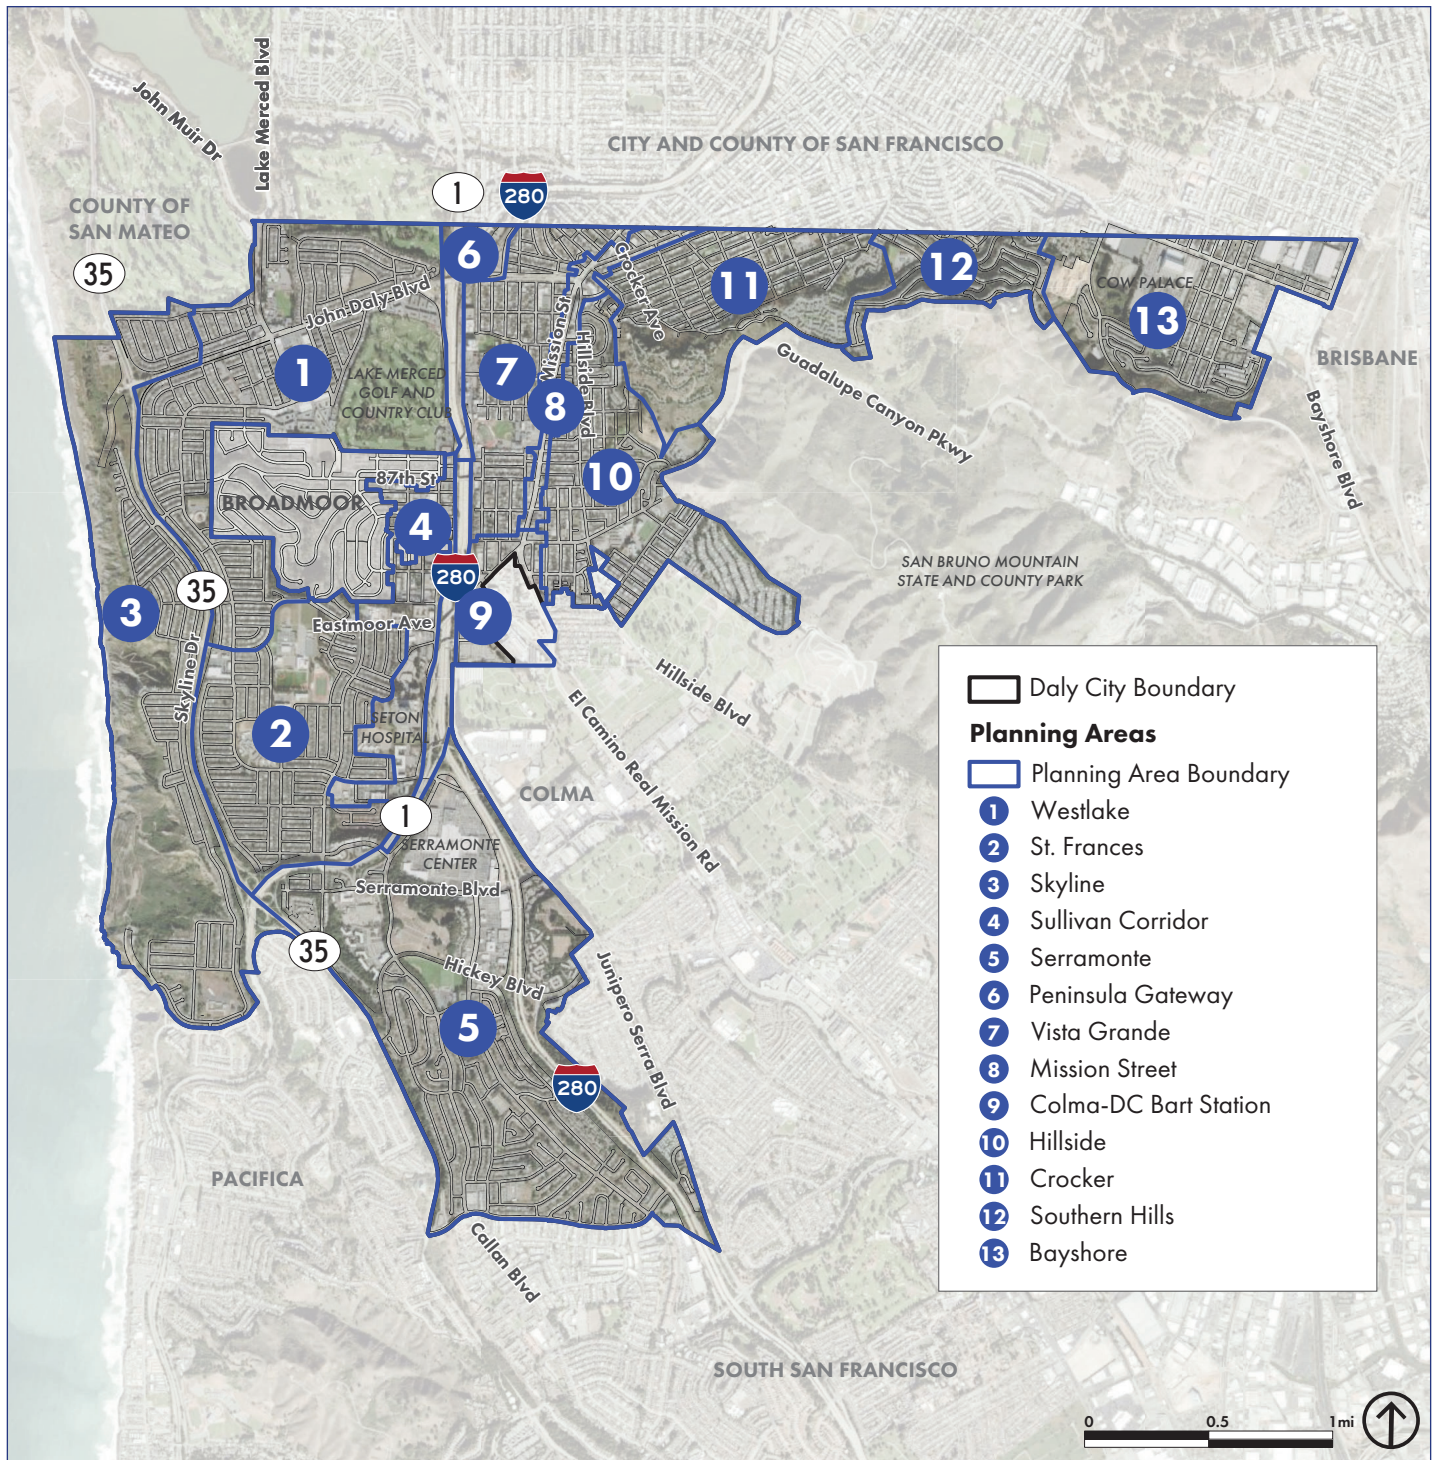 John Muir Dr
Lake Merced Blvd
CITY AND COUNTY OF SAN FRANCISCO
1
280
COUNTY OF
SAN MATEO
35
6
Crocker Ave
11
12
COW PALACE
13
John Daly Blvd
Mission St
Hillside Blvd
1
LAKE MERCED
GOLF AND
COUNTRY CLUB
7
8
Guadalupe Canyon Pkwy
BRISBANE
Bayshore Blvd
87th St
10
BROADMOOR
4
280
SAN BRUNO MOUNTAIN
STATE AND COUNTY PARK
35
3
9
Eastmoor Ave
Skyline Dr
Hillside Blvd
El Camino Real Mission Rd
2
SETON
HOSPITAL
COLMA
1
SERRAMONTE
CENTER
Serramonte Blvd
35
Hickey Blvd
Junipero Serra Blvd
5
280
PACIFICA
Callan Blvd
SOUTH SAN FRANCISCO
Daly City Boundary
Planning Areas
Planning Area Boundary
1 Westlake
2 St. Frances
3 Skyline
4 Sullivan Corridor
5 Serramonte
6 Peninsula Gateway
7 Vista Grande
8 Mission Street
9 Colma-DC Bart Station
10 Hillside
11 Crocker
12 Southern Hills
13 Bayshore
0 0.5 1 mi